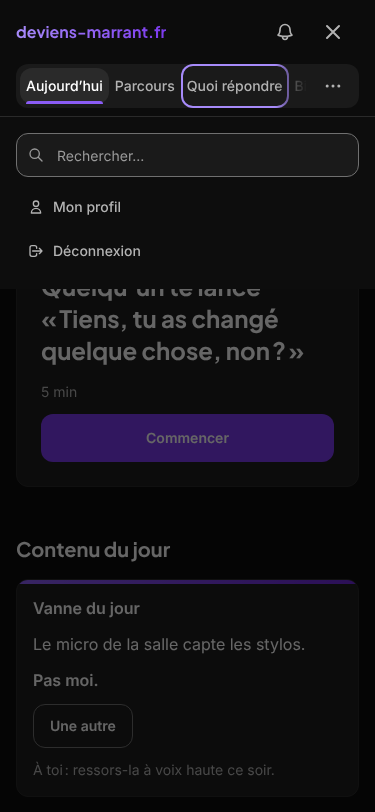 deviens-marrant.fr
Aujourd'hui Parcours Quoi répondre
Rechercher...
Mon profil
Déconnexion
Quelqu'un te lance
« Tiens, tu as changé
quelque chose, non ? »
5 min
Commencer
Contenu du jour
Vanne du jour
Le micro de la salle capte les stylos.
Pas moi.
Une autre
À toi : ressors-la à voix haute ce soir.